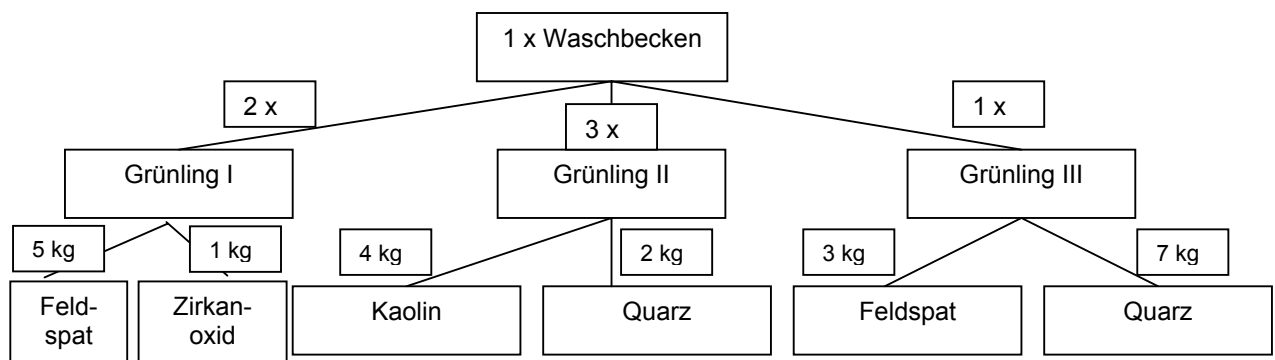 1 x Waschbecken
2 x
3 x
1 x
Grünling I
Grünling II
Grünling III
5 kg
1 kg
4 kg
2 kg
3 kg
7 kg
Feld-
spat
Zirkan-
oxid
Kaolin
Quarz
Feldspat
Quarz